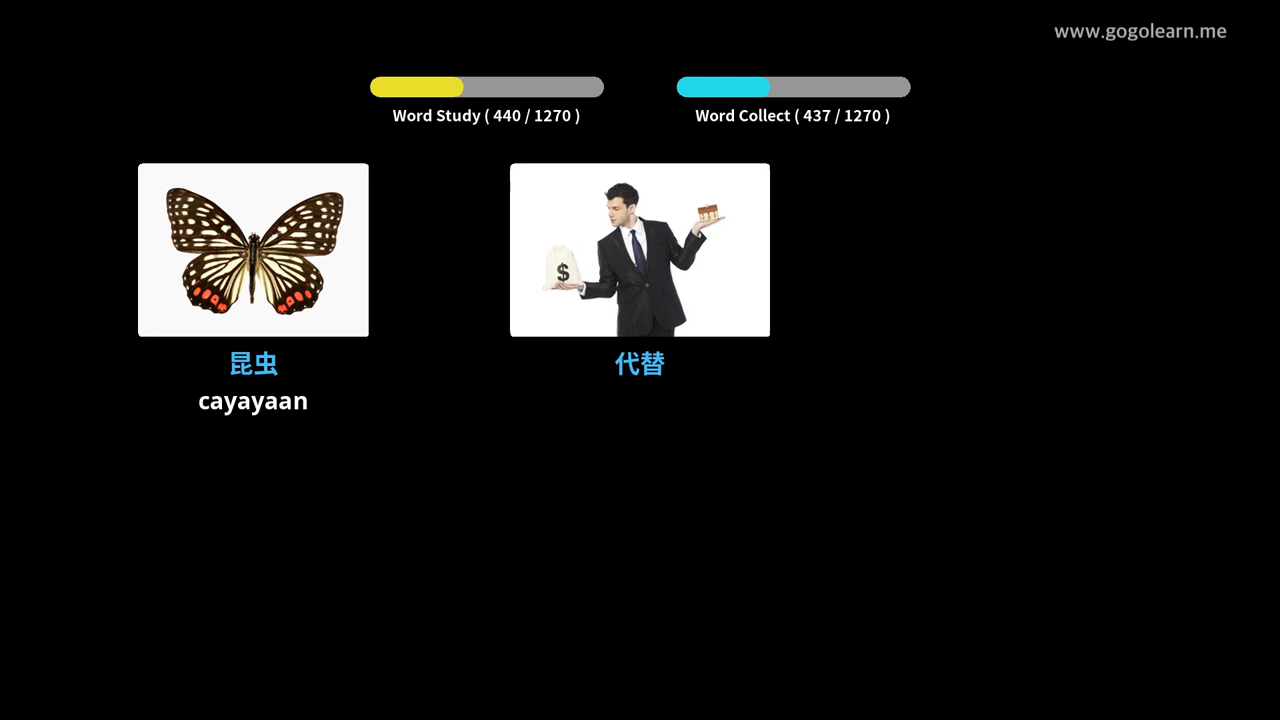 www.gogolearn.me
Word Study ( 440 / 1270 )
Word Collect ( 437 / 1270 )
$
昆虫
代替
cayayaan